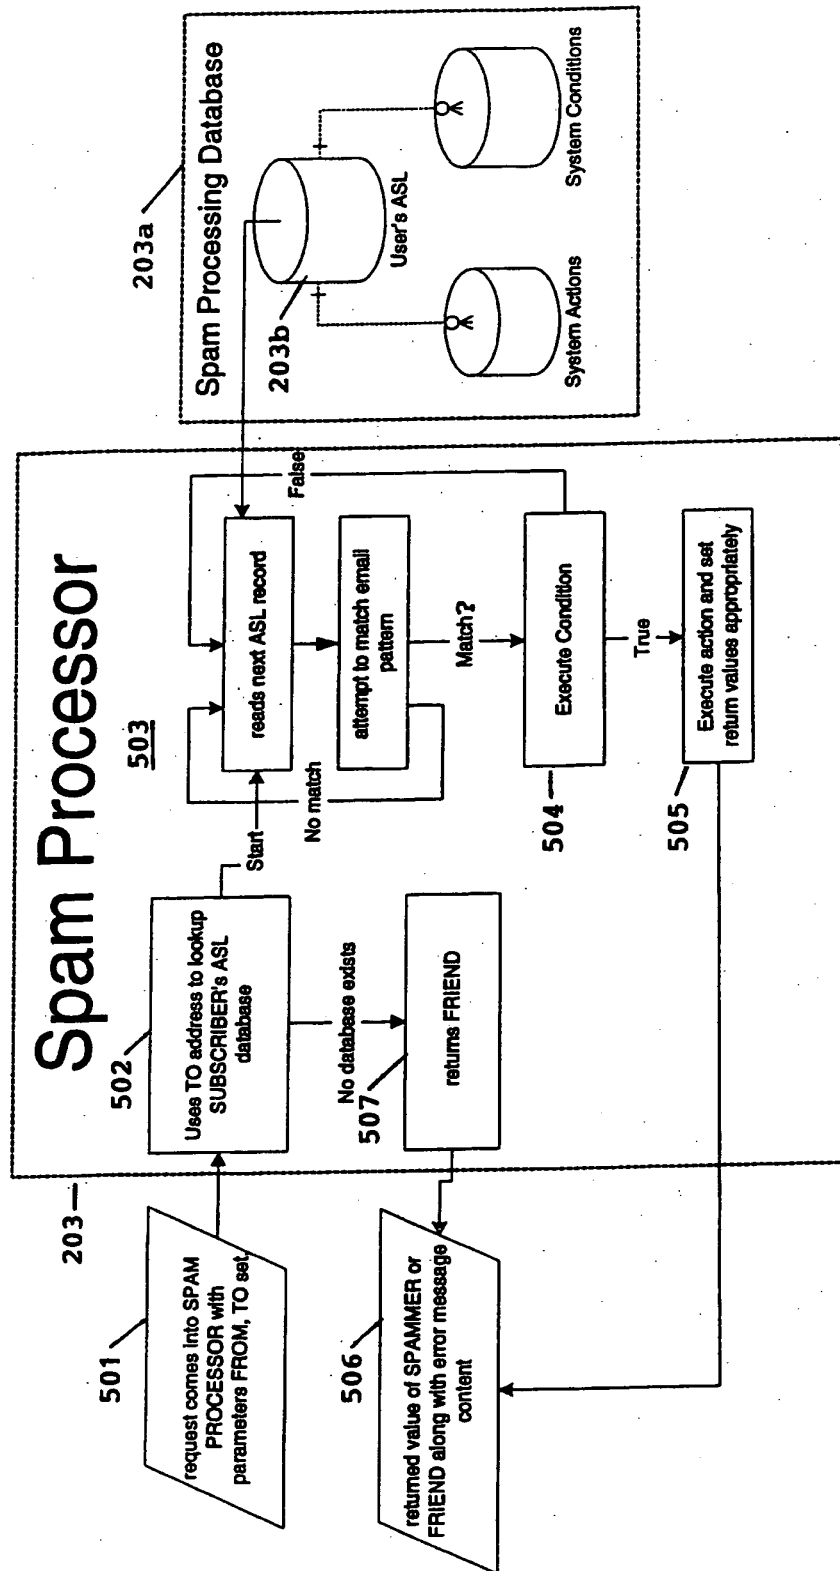 Spam Processor
203
501
request comes into SPAM
PROCESSOR with
parameters FROM, TO set
502
Uses TO address to lookup
SUBSCRIBER's ASL
database
Start
No database exists
507
returns FRIEND
506
returned value of SPAMMER or
FRIEND along with error message
content
503
reads next ASL record
False
No match
attempt to match email
pattern
Match?
504
Execute Condition
True
505
Execute action and set
return values appropriately
203a
Spam Processing Database
203b
User's ASL
System Actions
System Conditions